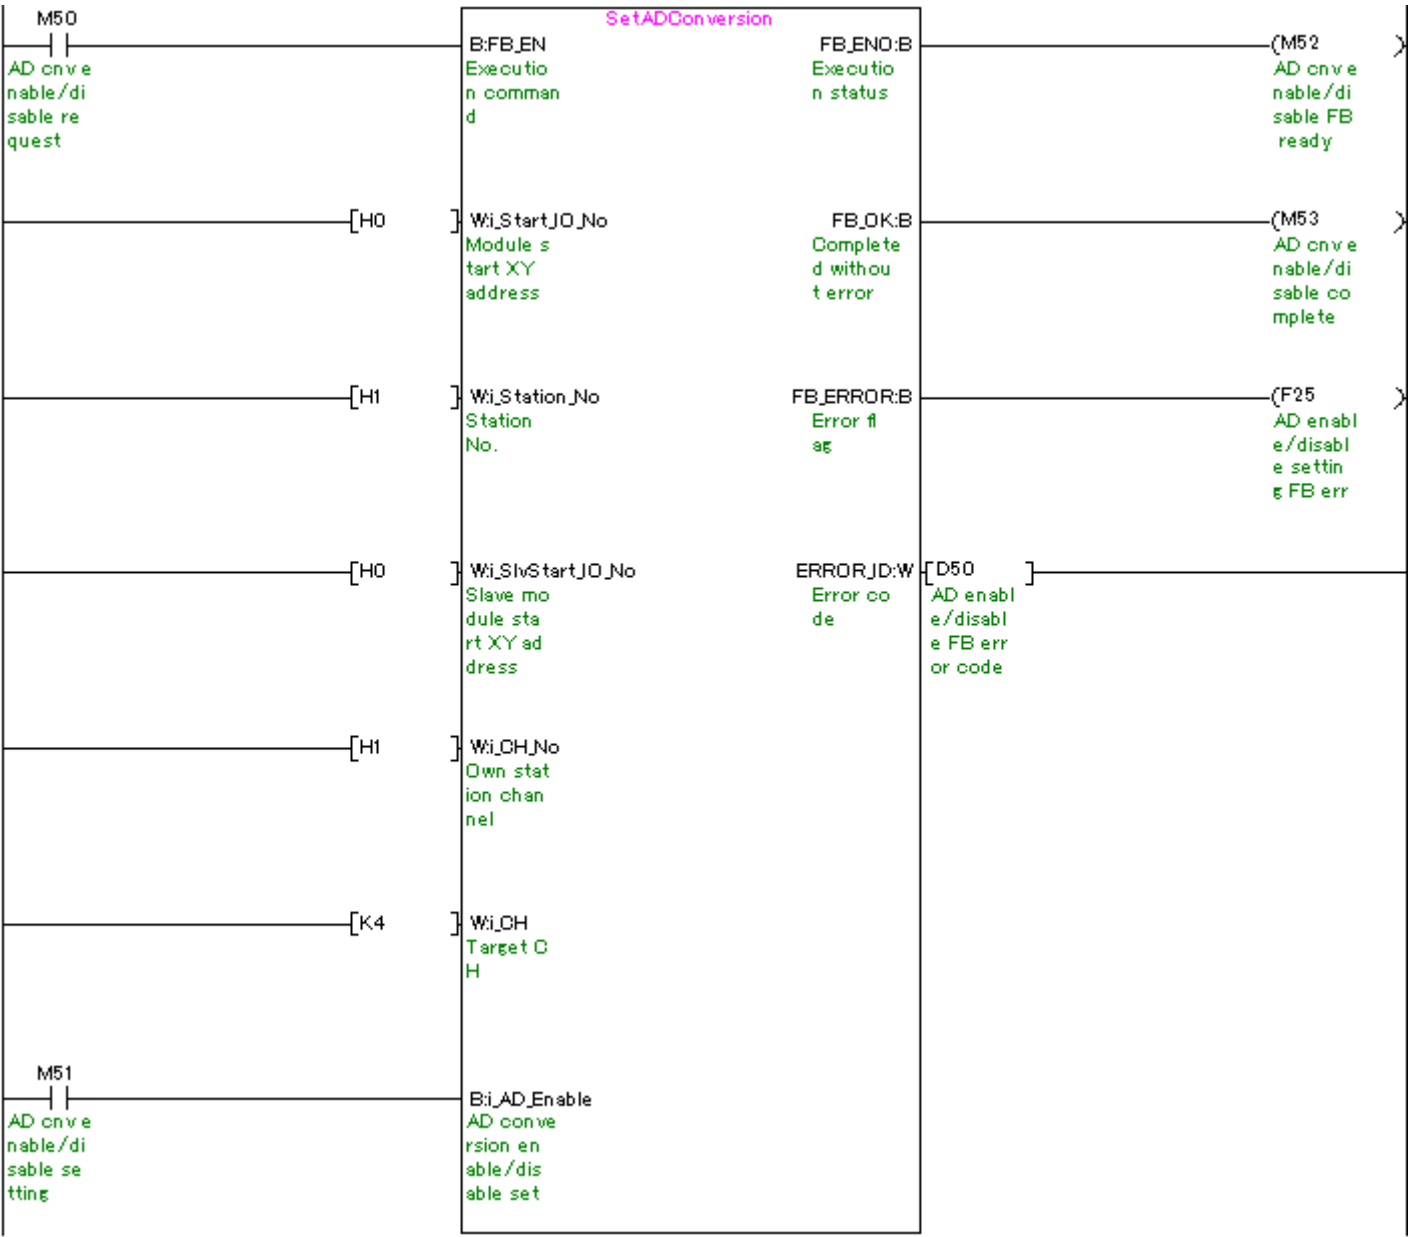 M50
SetADConversion
B:FB_EN
FB_ENO:B
(M52 )
AD cnv e
nable/di
sable re
quest
Executio
n comman
d
Executio
n status
AD cnv e
nable/di
sable FB
ready
[H0 ]
W:i_Start_IO_No
FB_OK:B
(M53 )
Module s
tart XY
address
Complete
d withou
t error
AD cnv e
nable/di
sable co
mplete
[H1 ]
W:i_Station_No
FB_ERROR:B
(F25 )
Station
No.
Error fl
ag
AD enabl
e/disabl
e settin
g FB err
[H0 ]
W:i_SlvStart_IO_No
ERROR_ID:W
[D50 ]
Slave mo
dule sta
rt XY ad
dress
Error co
de
AD enabl
e/disabl
e FB err
or code
[H1 ]
W:i_CH_No
Own stat
ion chan
nel
[K4 ]
W:i_CH
Target C
H
M51
B:i_AD_Enable
AD cnv e
nable/di
sable se
tting
AD conve
rsion en
able/dis
able set